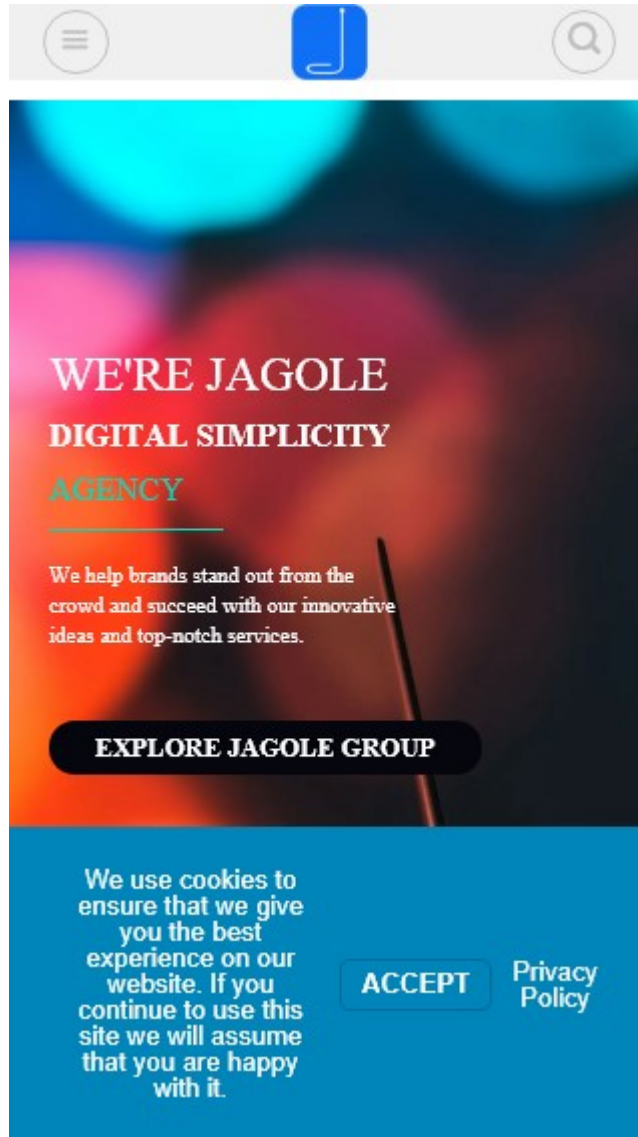 WE'RE JAGOLE
DIGITAL SIMPLICITY
AGENCY
We help brands stand out from the
crowd and succeed with our innovative
ideas and top-notch services.
EXPLORE JAGOLE GROUP
We use cookies to
ensure that we give
you the best
experience on our
website. If you
continue to use this
site we will assume
that you are happy
with it.
ACCEPT
Privacy
Policy